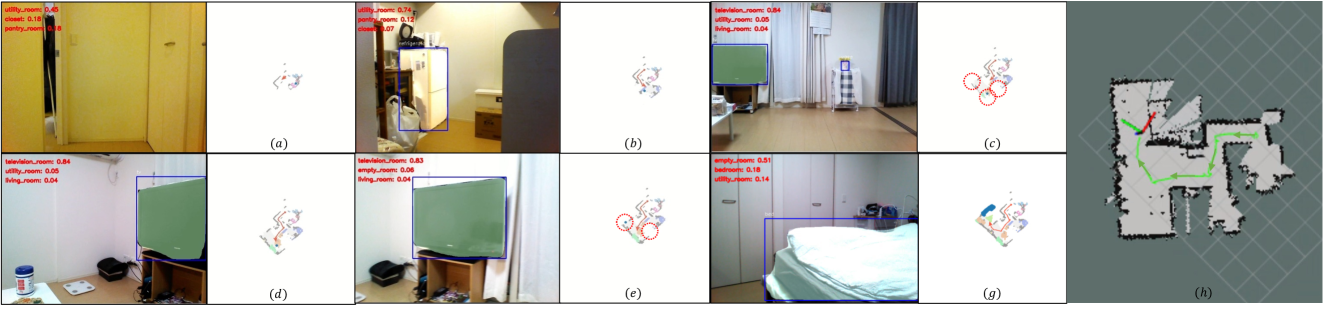 utility_room: 0.45
closet: 0.18
pantry_room: 0.18
(a)
utility_room: 0.74
pantry_room: 0.12
closet: 0.07
(b)
television_room: 0.84
utility_room: 0.05
living_room: 0.04
(c)
television_room: 0.84
utility_room: 0.05
living_room: 0.04
(d)
television_room: 0.83
empty_room: 0.06
living_room: 0.04
(e)
empty_room: 0.51
bedroom: 0.18
utility_room: 0.14
(g)
(h)